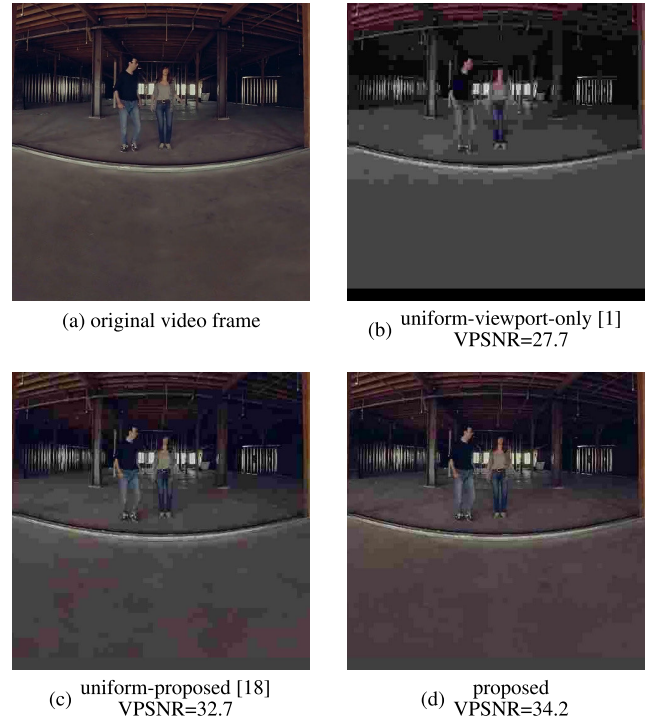 (a) original video frame
(b) uniform-viewport-only [1]
VPSNR=27.7
(c) uniform-proposed [18]
VPSNR=32.7
(d) proposed
VPSNR=34.2